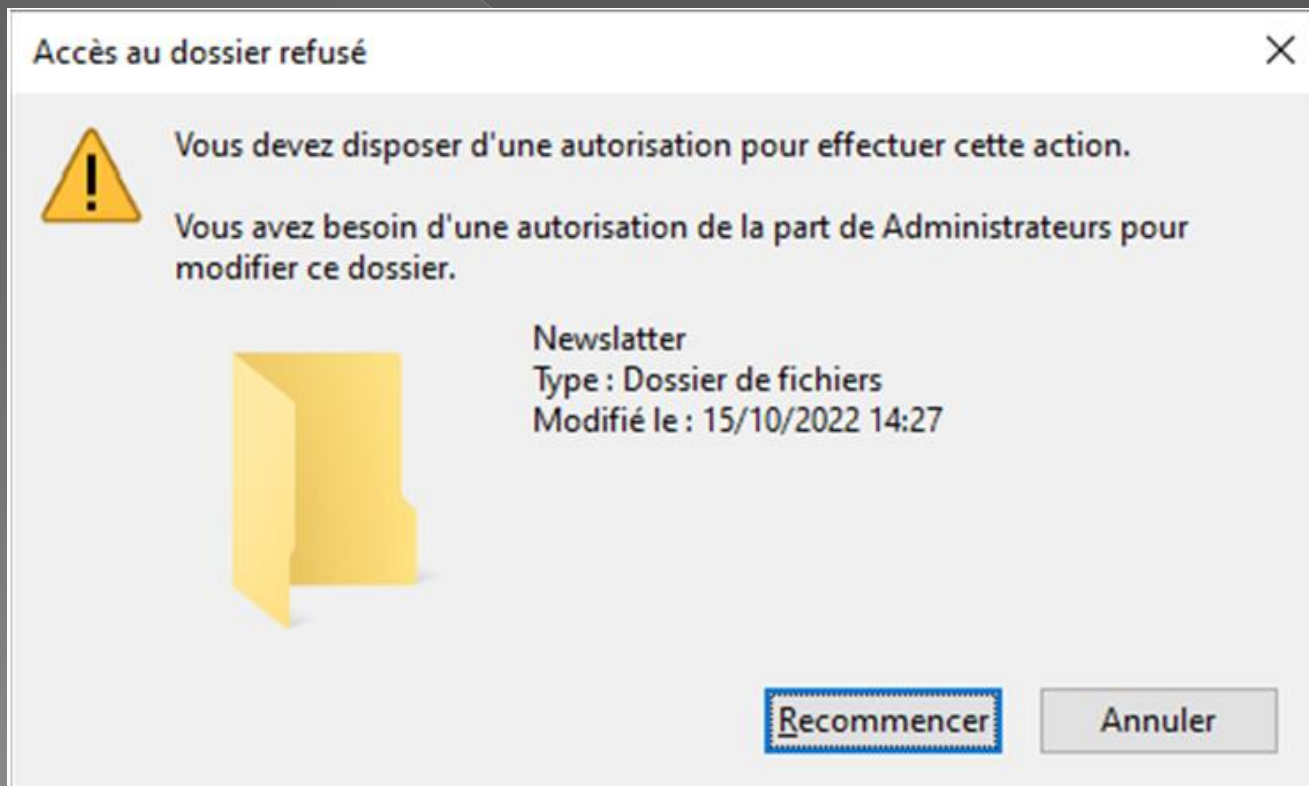 Accès au dossier refusé
Vous devez disposer d'une autorisation pour effectuer cette action.
Vous avez besoin d'une autorisation de la part de Administrateurs pour
modifier ce dossier.
Newslatter
Type : Dossier de fichiers
Modifié le : 15/10/2022 14:27
Recommencer
Annuler